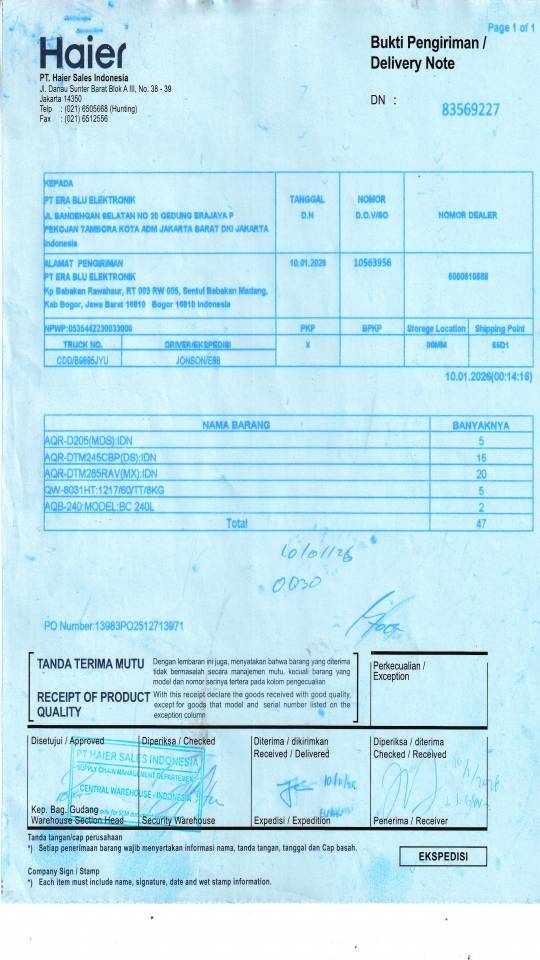 Page 1 of 1
Haier
PT. Haier Sales Indonesia
Jl. Danau Sunter Barat Blok A III, No. 38 - 39
Jakarta 14350
Telp : (021) 6505668 (Hunting)
Fax : (021) 6512556
Bukti Pengiriman /
Delivery Note
DN : 83569227
KEPADA
PT ERA BLU ELEKTRONIK
JL BANDENGAN SELATAN NO 20 GEDUNG ERAJAYA P
PEKOJAN TAMBORA KOTA ADM JAKARTA BARAT DKI JAKARTA
Indonesia
TANGGAL
D.N
NOMOR
D.O./SO
NOMOR DEALER
ALAMAT PENGIRIMAN
PT ERA BLU ELEKTRONIK
Kp Babakan Rawahaur, RT 003 RW 005, Sentul Babakan Madang,
Kab Bogor, Jawa Barat 16810 Bogor 16810 Indonesia
10.01.2026
10563956
NPWP:0535442230033000
PKP
BPKP
Storege Location
Shipping Point
TRUCK NO.
DRIVER/EKSPEDISI
X
JONSON/E86
10.01.2026(00:14:16)
NAMA BARANG BANYAKNYA
AQR-D205(MDS):IDN 5
AQR-DTM245CBP(DS):IDN 15
AQR-DTM285RAV(MX):IDN 20
QW-8031HT:1217/60/TT/8KG 5
AQB-240:MODEL:BC 240L 2
Total 47
10/01/26
0030
PO Number:13983PO2512713971
TANDA TERIMA MUTU
Dengan lembaran ini juga, menyatakan bahwa barang yang diterima
tidak bermasalah secara manajemen mutu, kecuali barang yang
model dan nomor serinya tertera pada kolom pengecualian
RECEIPT OF PRODUCT
QUALITY
With this receipt declare the goods received with good quality,
except for goods that model and serial number listed on the
exception column
Perkecualian /
Exception
Disetujui / Approved
Diperiksa / Checked
Diterima / dikirimkan
Received / Delivered
Diperiksa / diterima
Checked / Received
PT HAIER SALES INDONESIA
SUPPLY CHAIN MANAGEMENT DEPARTEMENT
CENTRAL WAREHOUSE - INDONESIA
only for SCM
Kep. Bag. Gudang
Warehouse Section Head
Security Warehouse
Expedisi / Expedition
Penerima / Receiver
Tanda tangan/cap perusahaan
*) Setiap penerimaan barang wajib menyertakan informasi nama, tanda tangan, tanggal dan Cap basah.
EKSPEDISI
Company Sign / Stamp
*) Each item must include name, signature, date and wet stamp information.